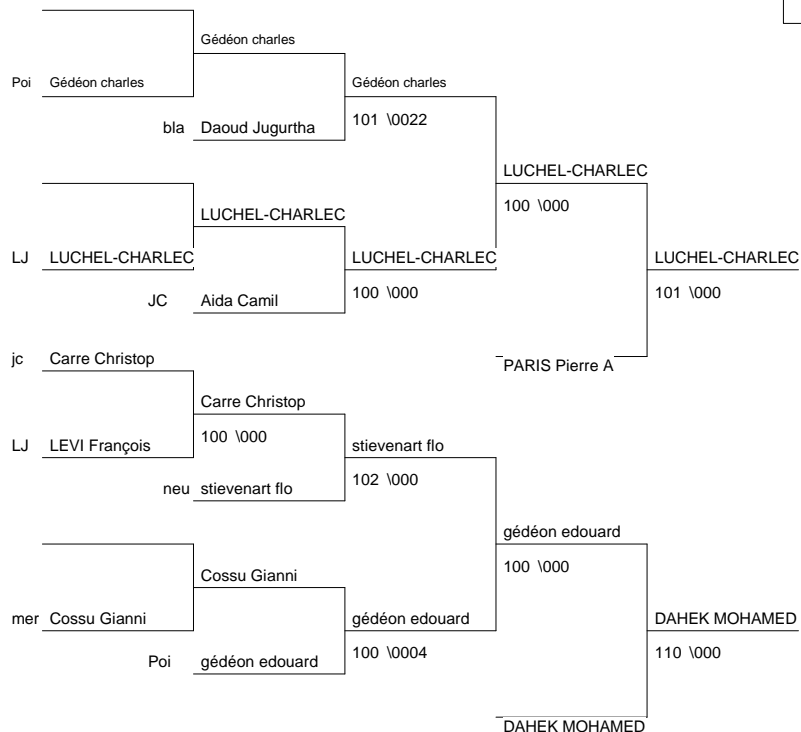 Gédéon charles
Poi Gédéon charles Gédéon charles
bla Daoud Jugurtha 101 \0022
LUCHEL-CHARLEC
100 \000
LUCHEL-CHARLEC
LJ LUCHEL-CHARLEC LUCHEL-CHARLEC LUCHEL-CHARLEC
JC Aida Camil 100 \000 101 \000
jc Carre Christop PARIS Pierre A
Carre Christop
LJ LEVI François 100 \000 stievenart flo
neu stievenart flo 102 \000
gédéon edouard
Cossu Gianni 100 \000
mer Cossu Gianni gédéon edouard DAHEK MOHAMED
Poi gédéon edouard 100 \0004 110 \000
DAHEK MOHAMED